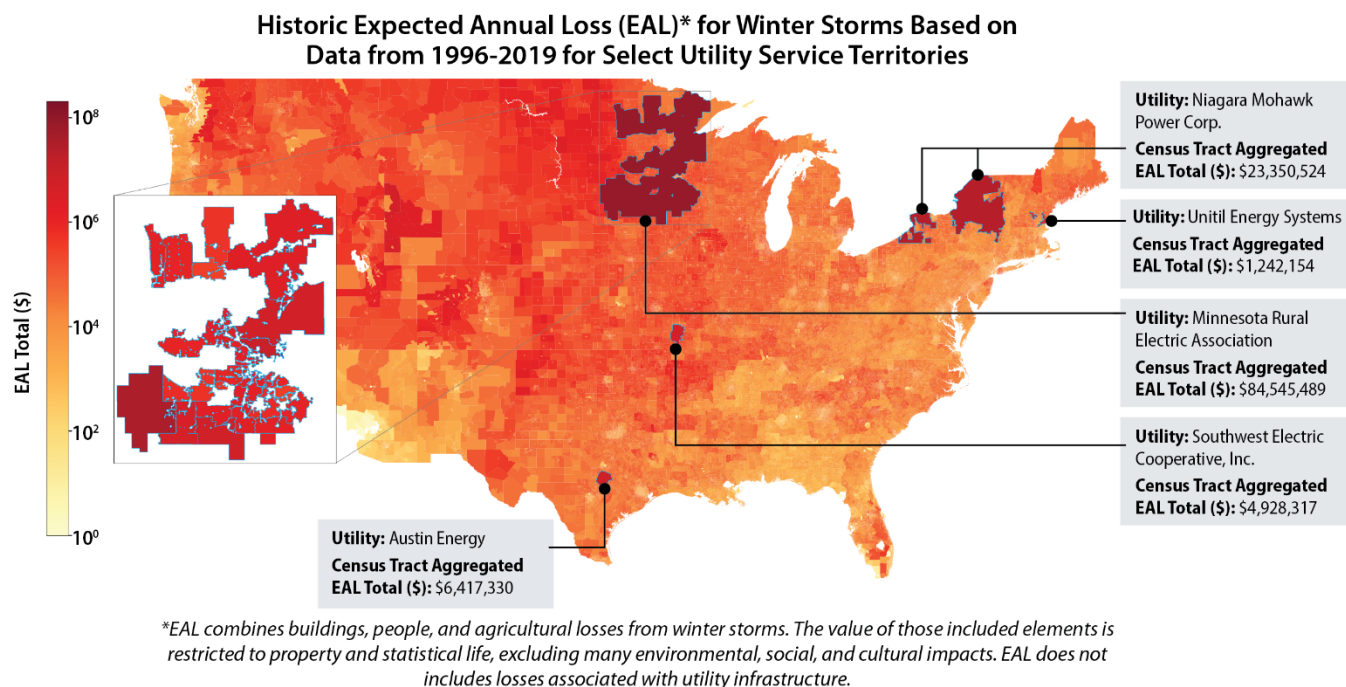 Historic Expected Annual Loss (EAL)* for Winter Storms Based on
Data from 1996-2019 for Select Utility Service Territories
EAL Total ($)
10⁸
10⁶
10⁴
10²
10⁰
Utility: Niagara Mohawk
Power Corp.
Census Tract Aggregated
EAL Total ($): $23,350,524
Utility: Unitil Energy Systems
Census Tract Aggregated
EAL Total ($): $1,242,154
Utility: Minnesota Rural
Electric Association
Census Tract Aggregated
EAL Total ($): $84,545,489
Utility: Southwest Electric
Cooperative, Inc.
Census Tract Aggregated
EAL Total ($): $4,928,317
Utility: Austin Energy
Census Tract Aggregated
EAL Total ($): $6,417,330
*EAL combines buildings, people, and agricultural losses from winter storms. The value of those included elements is
restricted to property and statistical life, excluding many environmental, social, and cultural impacts. EAL does not
includes losses associated with utility infrastructure.